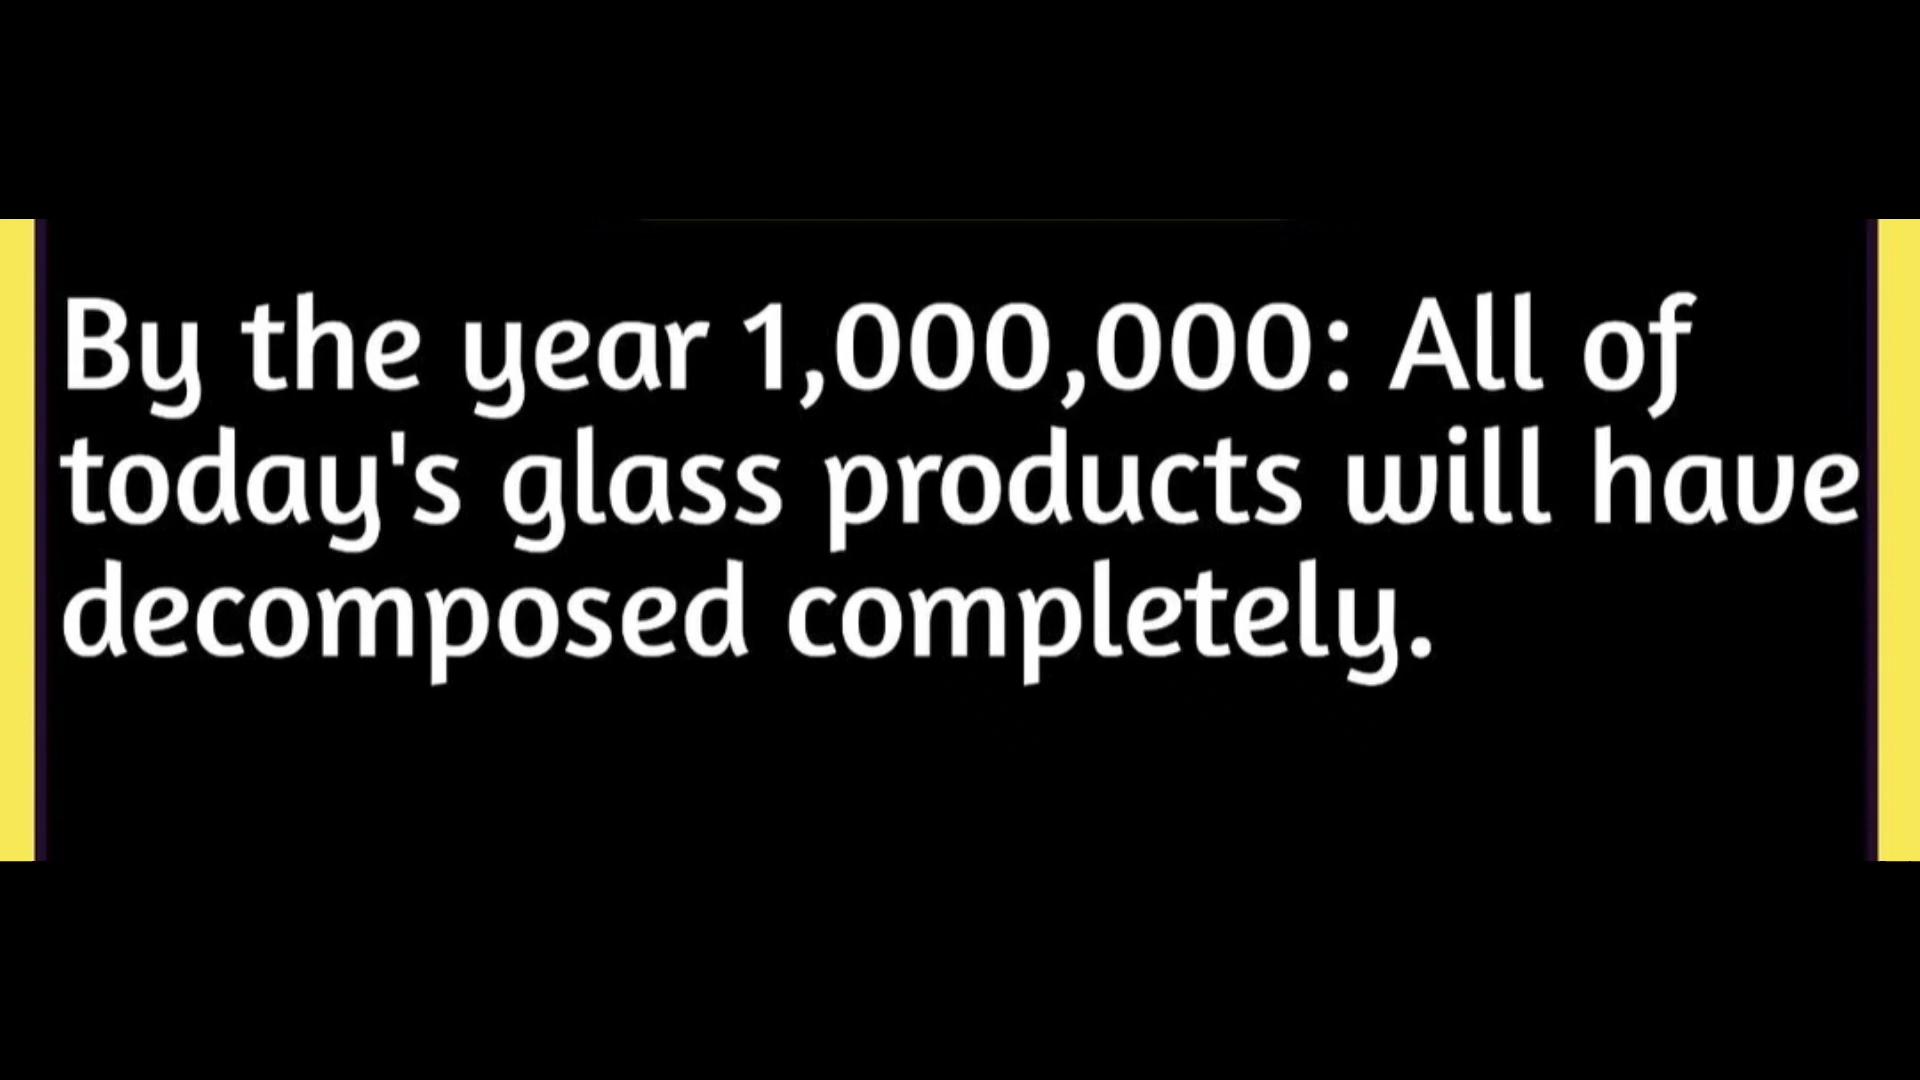 By the year 1,000,000: All of
today's glass products will have
decomposed completely.